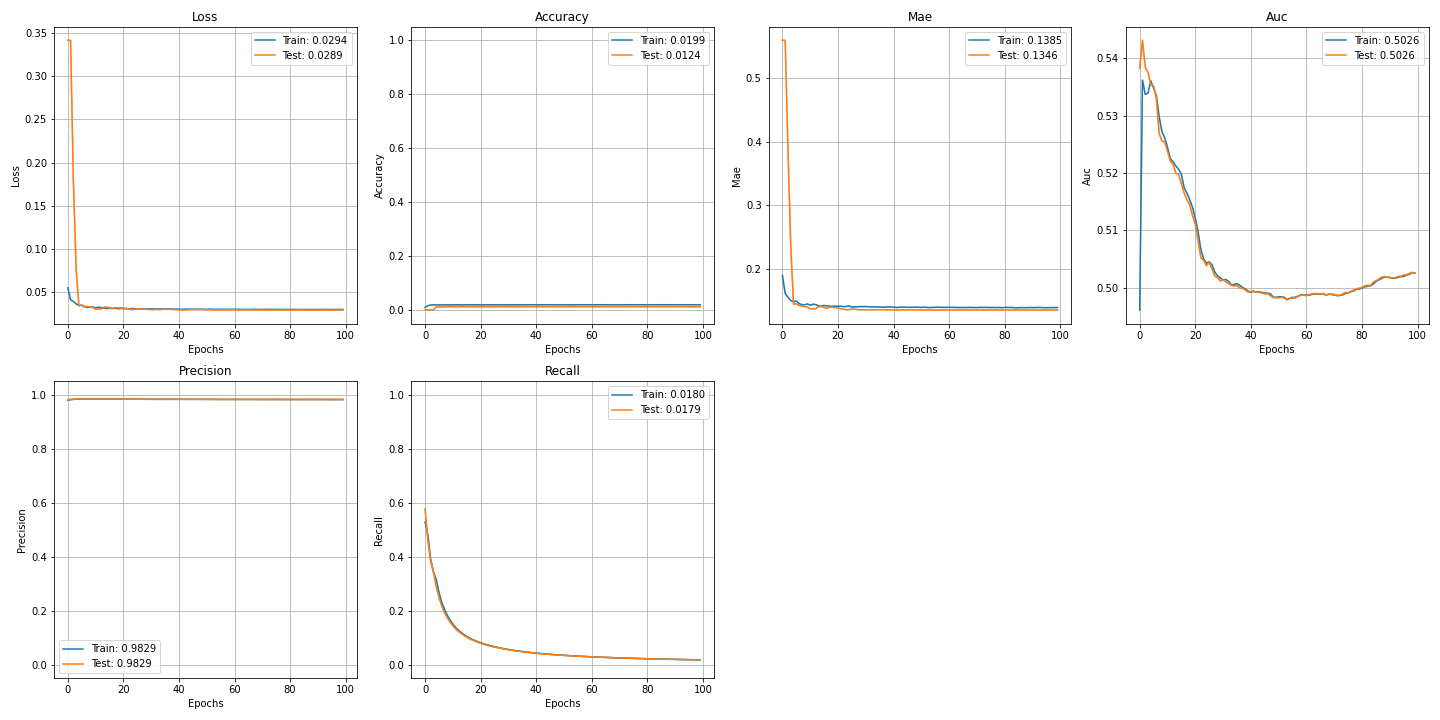 Loss
Train: 0.0294
Test: 0.0289
0.35
0.30
0.25
0.20
0.15
0.10
0.05
Loss
0 20 40 60 80 100
Epochs
Accuracy
Train: 0.0199
Test: 0.0124
1.0
0.8
0.6
0.4
0.2
0.0
Accuracy
0 20 40 60 80 100
Epochs
Mae
Train: 0.1385
Test: 0.1346
0.5
0.4
0.3
0.2
Mae
0 20 40 60 80 100
Epochs
Auc
Train: 0.5026
Test: 0.5026
0.54
0.53
0.52
0.51
0.50
Auc
0 20 40 60 80 100
Epochs
Precision
1.0
0.8
0.6
0.4
0.2
0.0
Precision
Train: 0.9829
Test: 0.9829
0 20 40 60 80 100
Epochs
Recall
Train: 0.0180
Test: 0.0179
1.0
0.8
0.6
0.4
0.2
0.0
Recall
0 20 40 60 80 100
Epochs